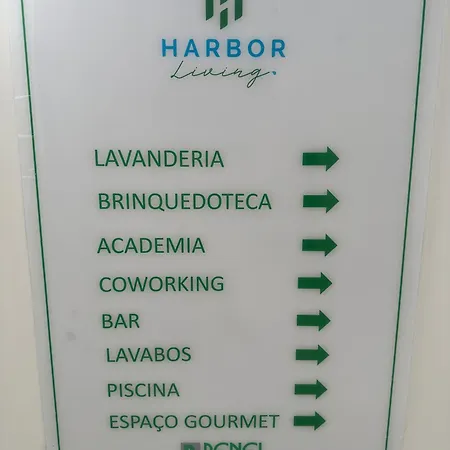 HARBOR
Living
LAVANDERIA
BRINQUEDOTECA
ACADEMIA
COWORKING
BAR
LAVABOS
PISCINA
ESPAÇO GOURMET